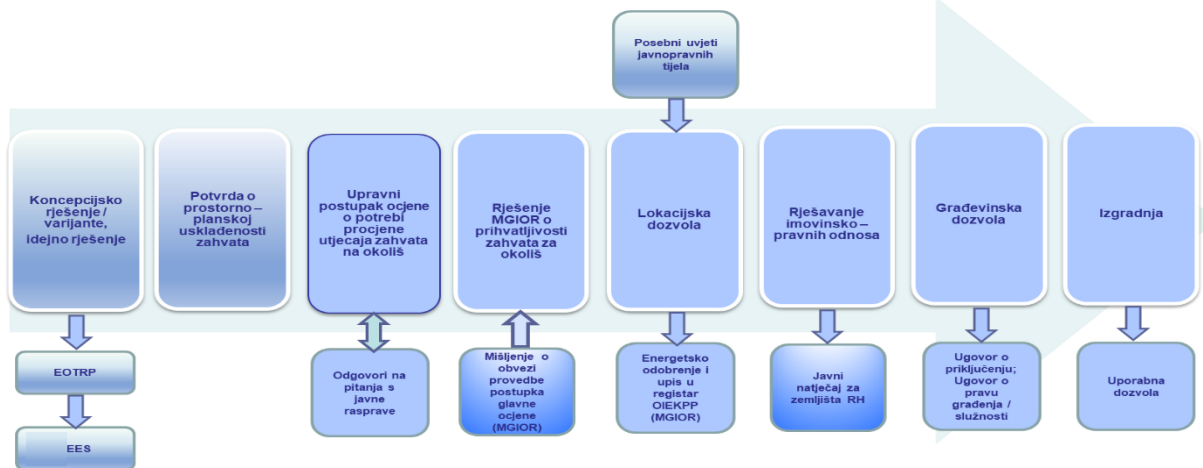 Posebni uvjeti
javnopravnih
tijela
Koncepcijsko
rješenje /
varijante,
idejno rješenje
Potvrda o
prostorno –
planskoj
usklađenosti
zahvata
Upravni
postupak ocjene
o potrebi
procjene
utjecaja zahvata
na okoliš
Rješenje
MGIOR o
prihvatljivosti
zahvata za
okoliš
Lokacijska
dozvola
Rješavanje
imovinsko –
pravnih odnosa
Građevinska
dozvola
Izgradnja
EOTRP
EES
Odgovori na
pitanja s
javne
rasprave
Mišljenje o
obvezi
provedbe
postupka
glavne
ocjene
(MGIOR)
Energetsko
odobrenje i
upis u
registar
OIEKPP
(MGIOR)
Javni
natječaj za
zemljišta RH
Ugovor o
priključenju;
Ugovor o
pravu
građenja /
služnosti
Uporabna
dozvola